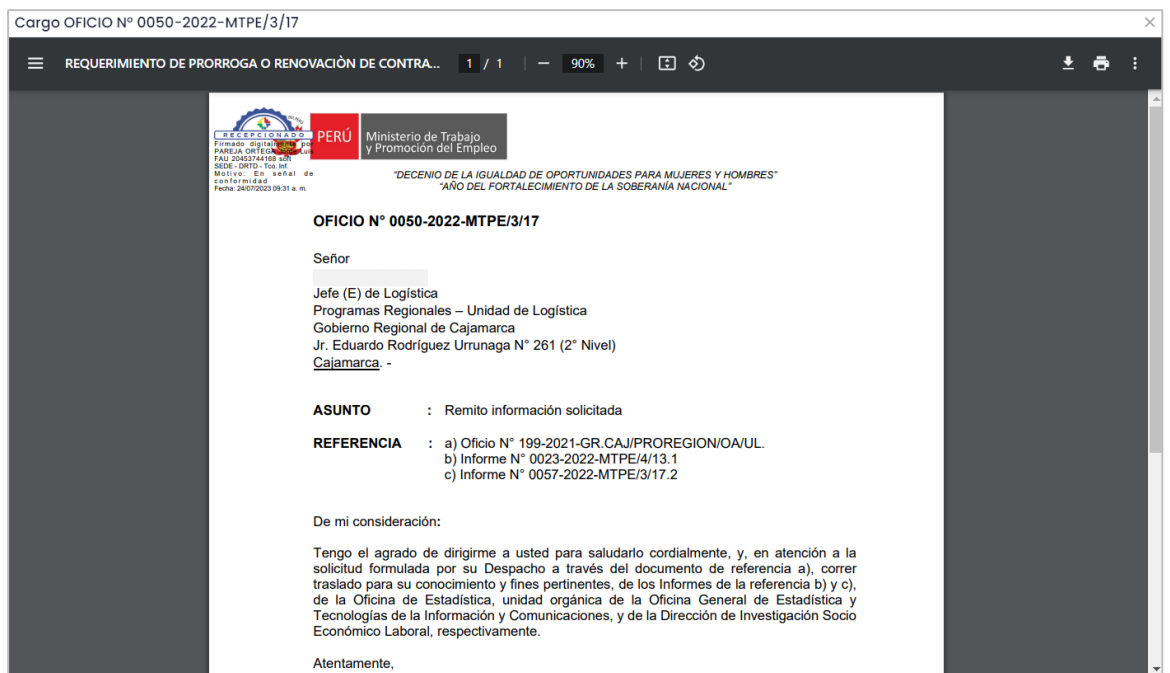 Cargo OFICIO Nº 0050-2022-MTPE/3/17
REQUERIMIENTO DE PRORROGA O RENOVACIÒN DE CONTRA... 1 / 1 90%
RECEPCIONADO
Firmado digitalmente por
PAREJA ORTEGA Jorge Luis
FAU 20453744168 soft
SEDE - DRTD - Tco. Inf.
Motivo: En señal de
conformidad
Fecha: 24/07/2023 09:31 a. m.
PERÚ
Ministerio de Trabajo
y Promoción del Empleo
"DECENIO DE LA IGUALDAD DE OPORTUNIDADES PARA MUJERES Y HOMBRES"
"AÑO DEL FORTALECIMIENTO DE LA SOBERANÍA NACIONAL"
OFICIO N° 0050-2022-MTPE/3/17
Señor
Jefe (E) de Logística
Programas Regionales – Unidad de Logística
Gobierno Regional de Cajamarca
Jr. Eduardo Rodríguez Urrunaga N° 261 (2° Nivel)
Cajamarca. -
ASUNTO : Remito información solicitada
REFERENCIA : a) Oficio N° 199-2021-GR.CAJ/PROREGION/OA/UL.
b) Informe N° 0023-2022-MTPE/4/13.1
c) Informe N° 0057-2022-MTPE/3/17.2
De mi consideración:
Tengo el agrado de dirigirme a usted para saludarlo cordialmente, y, en atención a la
solicitud formulada por su Despacho a través del documento de referencia a), correr
traslado para su conocimiento y fines pertinentes, de los Informes de la referencia b) y c),
de la Oficina de Estadística, unidad orgánica de la Oficina General de Estadística y
Tecnologías de la Información y Comunicaciones, y de la Dirección de Investigación Socio
Económico Laboral, respectivamente.
Atentamente,